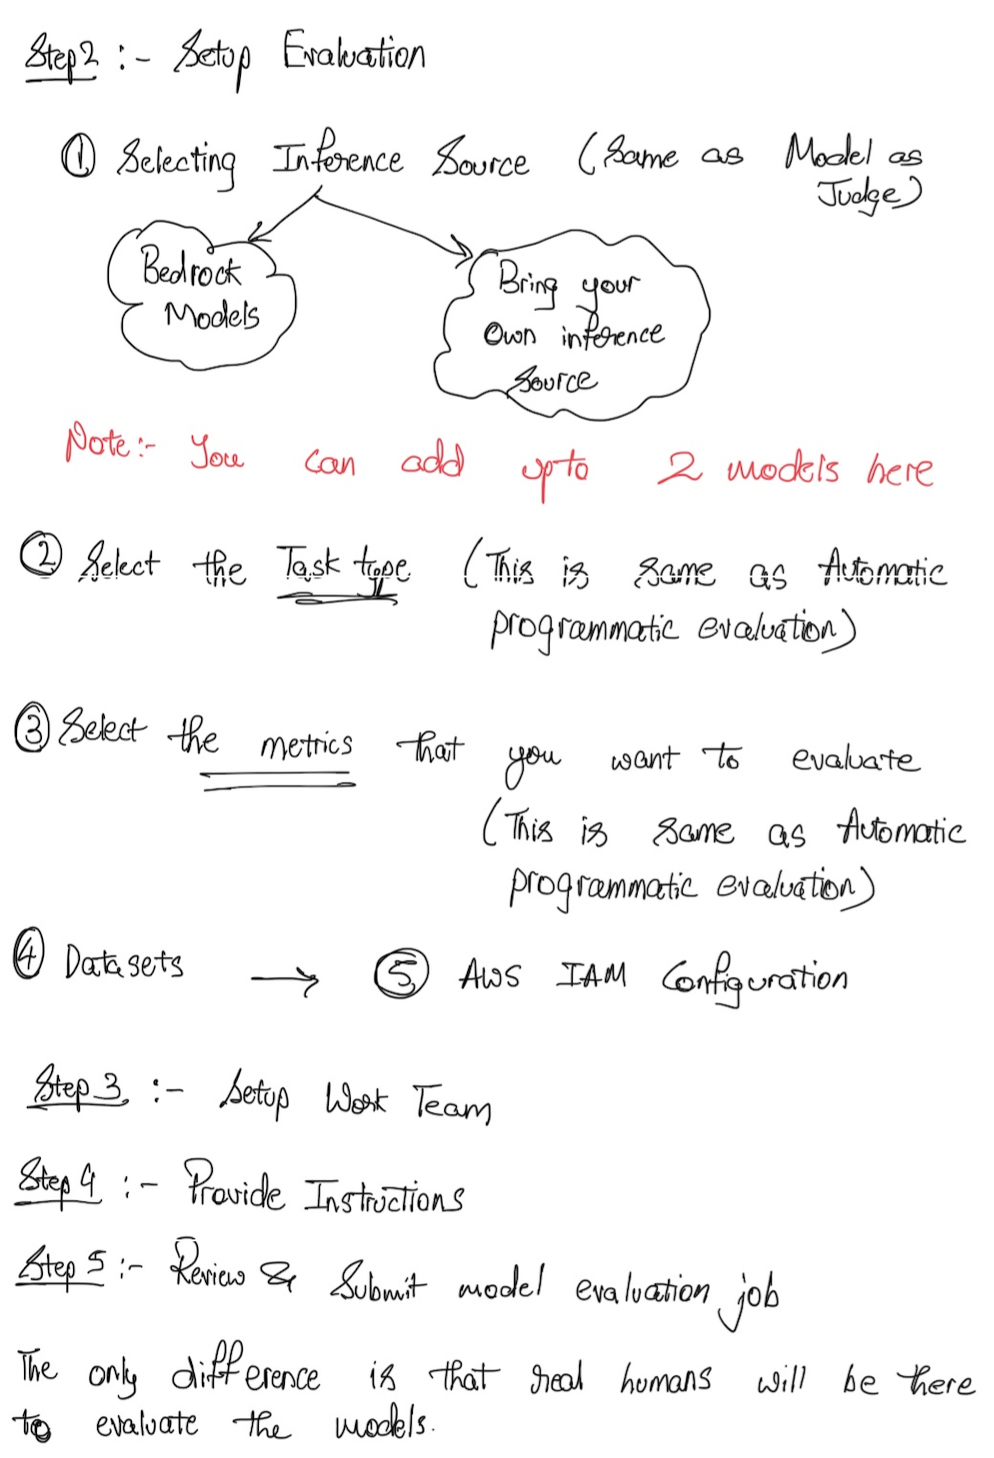 Step2 :- Setup Evaluation
① Selecting Inference Source (Same as Model as
Judge)
Bedrock
Models
Bring your
Own inference
Source
Note:- You can add upto 2 models here
② Select the Task type (This is same as Automatic
programmatic evaluation)
③ Select the metrics that you want to evaluate
(This is same as Automatic
programmatic evaluation)
④ Datasets → ⑤ AWS IAM Configuration
Step 3 :- Setup Work Team
Step 4 :- Provide Instructions
Step 5 :- Review & Submit model evaluation job
The only difference is that real humans will be there
to evaluate the models.